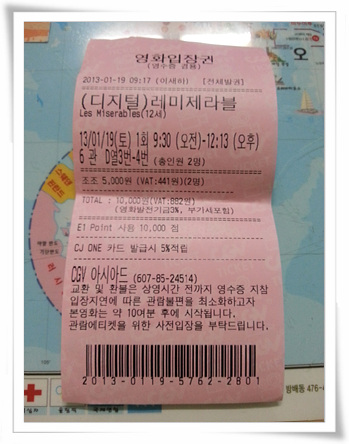 영화입장권
(영수증 겸용)
2013-01-19 09:17 (이새하) [전세발권]
(디지털)레미제라블
Les Miserables(12세)
13/01/19(토) 1회 9:30 (오전)-12:13 (오후)
6 관 D열3번-4번 (총인원 2명)
조조 5,000원 (VAT:441원)(2명)
TOTAL : 10,000원(VAT:882원)
(영화발전기금3%, 부가세포함)
E1 Point 사용 10,000 점
CJ ONE 카드 발급시 5%적립
CGV 아시아드 (607-85-24514)
교환 및 환불은 상영시간 전까지 영수증 지참
입장지연에 따른 관람불편을 최소화하고자
본영화는 약 10여분 후에 시작됩니다.
관람에티켓을 위한 사전입장을 부탁드립니다.
2013-0119-5762-2801
오
스웨덴
핀란드
러 시